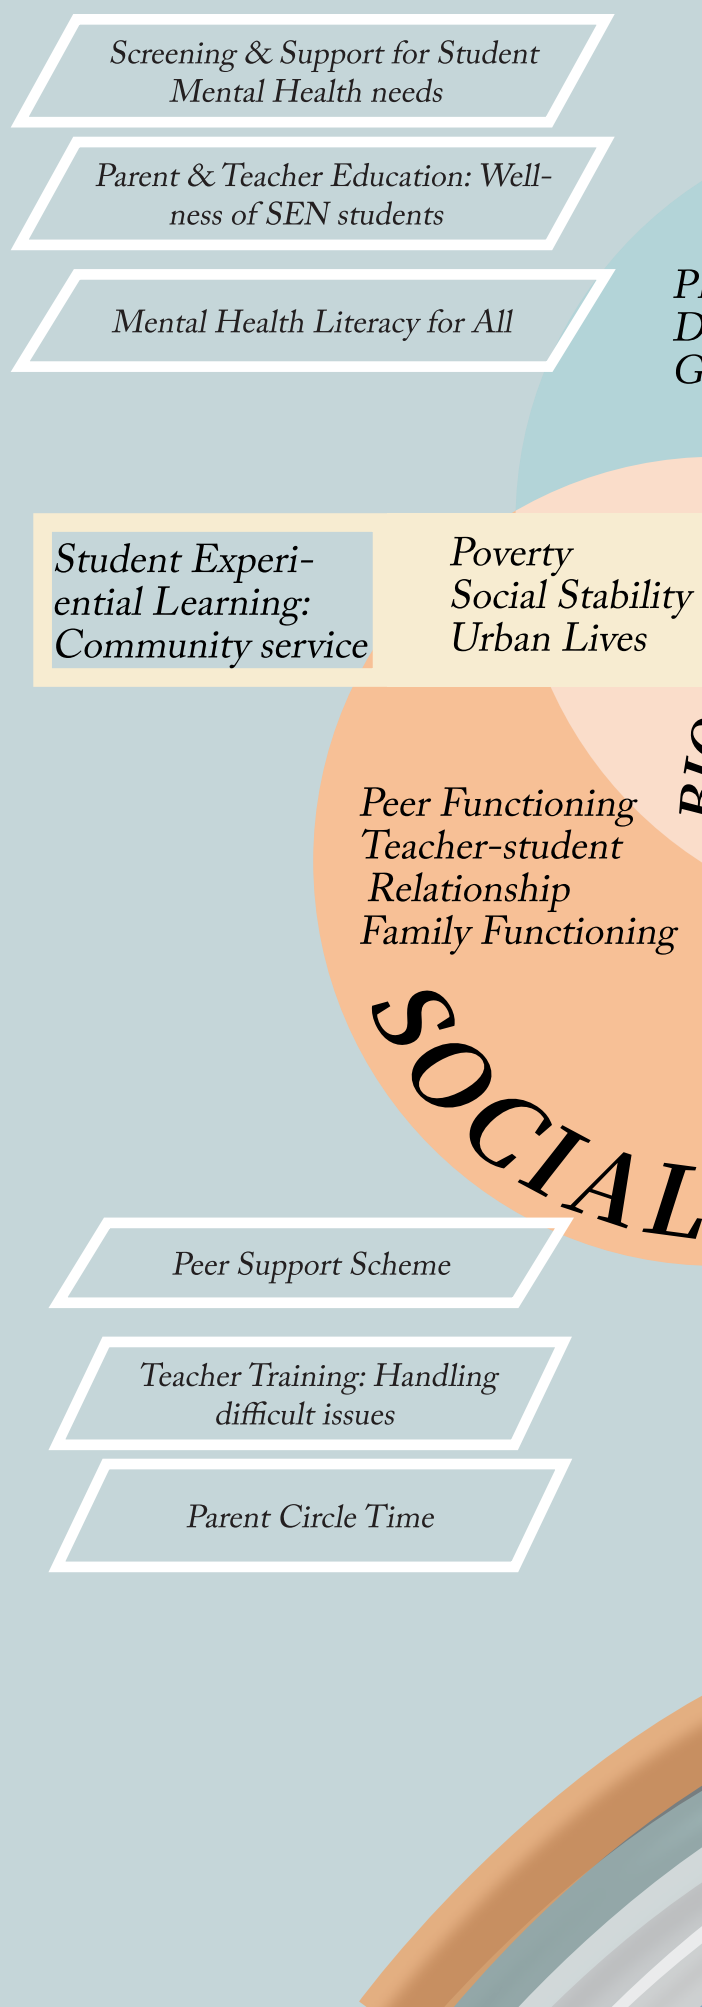 Screening & Support for Student
Mental Health needs
Parent & Teacher Education: Well-
ness of SEN students
Mental Health Literacy for All
Student Experi-
ential Learning:
Community service
Poverty
Social Stability
Urban Lives
Peer Functioning
Teacher-student
Relationship
Family Functioning
SOCIAL
Peer Support Scheme
Teacher Training: Handling
difficult issues
Parent Circle Time